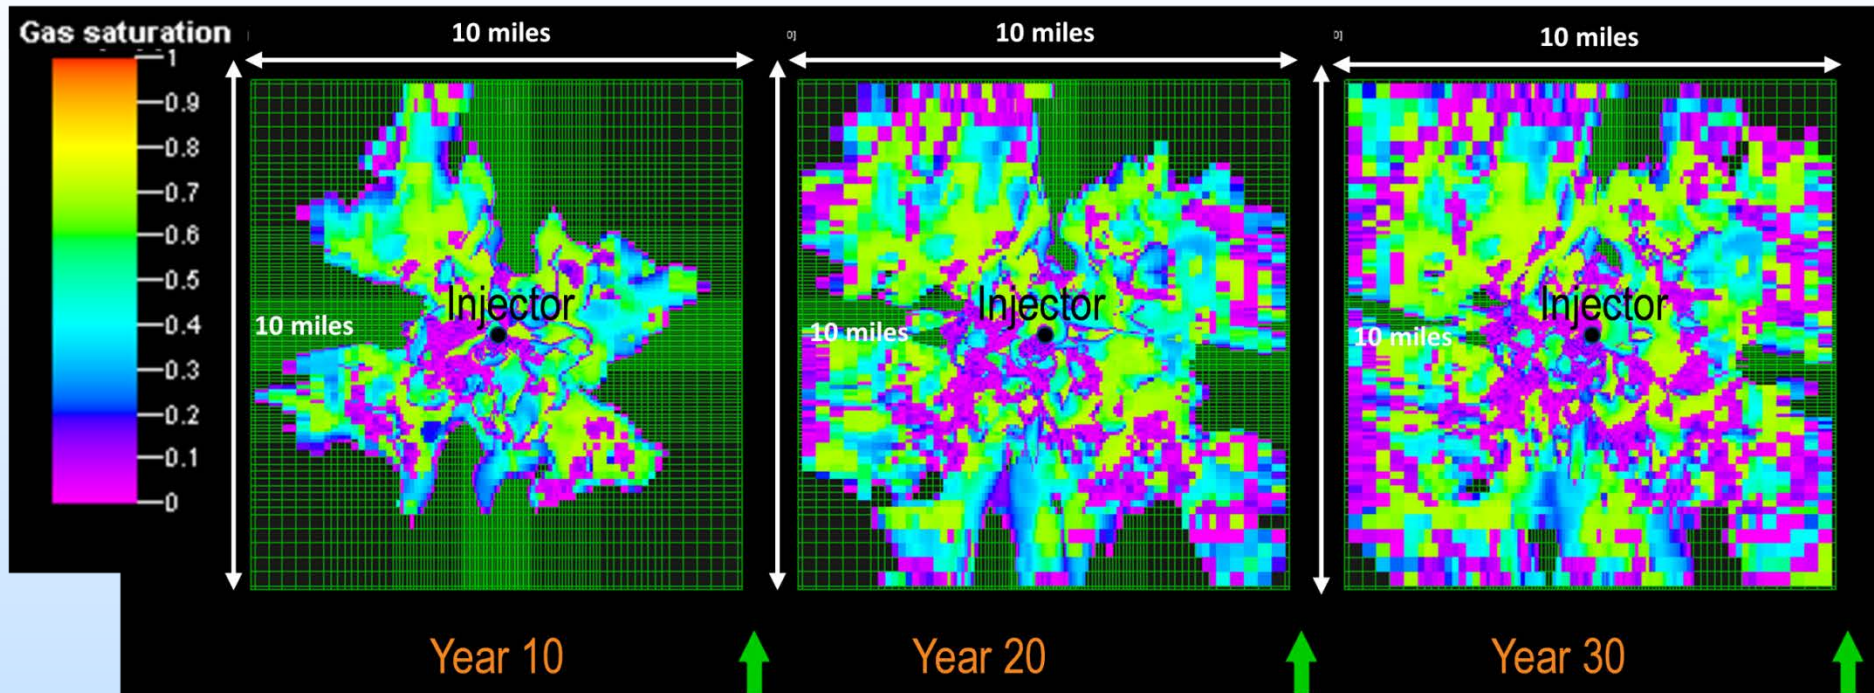 Gas saturation
1
0.9
0.8
0.7
0.6
0.5
0.4
0.3
0.2
0.1
0
10 miles
10 miles
Injector
Year 10
10 miles
10 miles
Injector
Year 20
10 miles
10 miles
Injector
Year 30